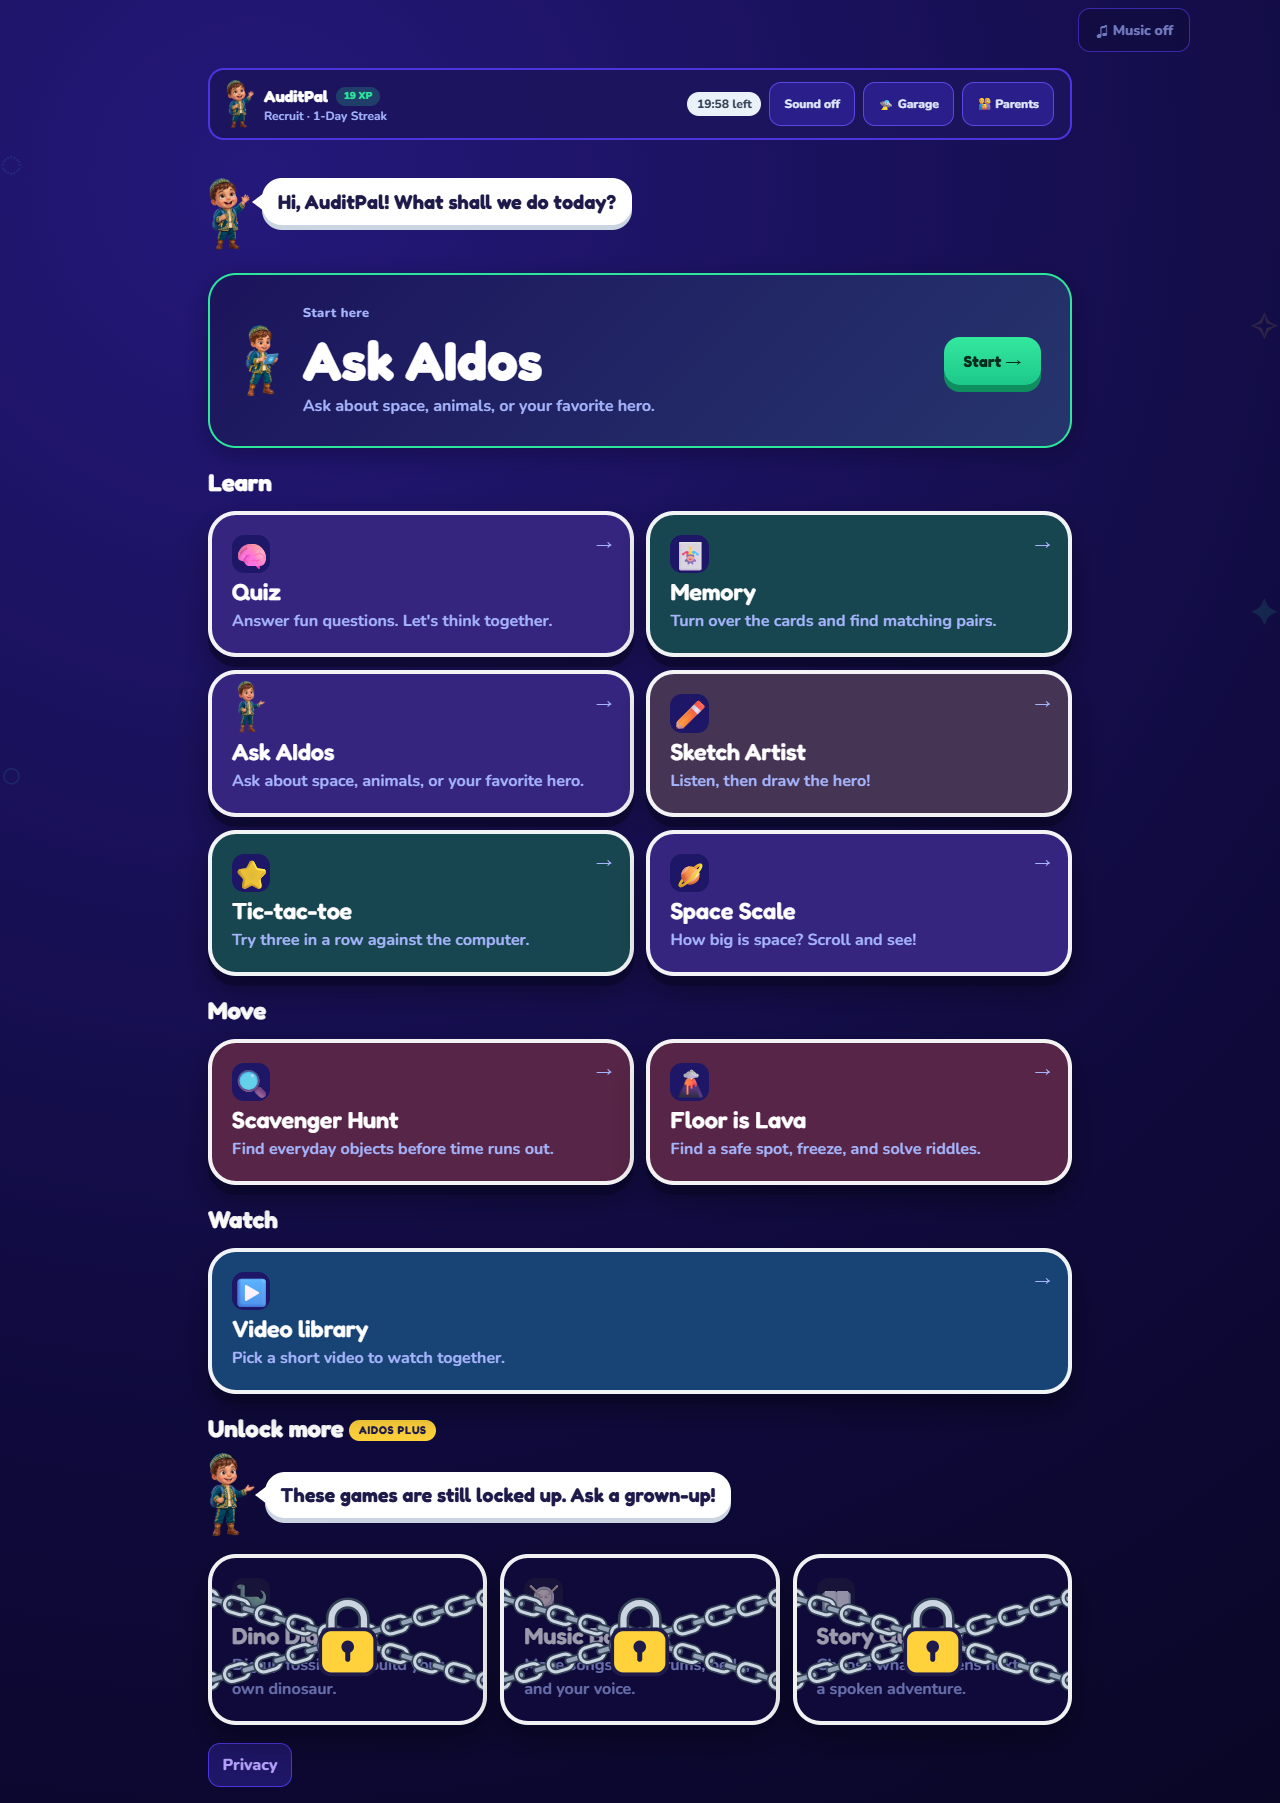 ♫ Music off
AuditPal 19 XP
Recruit · 1-Day Streak
19:58 left
Sound off
Garage
Parents
Hi, AuditPal! What shall we do today?
Start here
Ask AIdos
Ask about space, animals, or your favorite hero.
Start →
Learn
→
Quiz
Answer fun questions. Let's think together.
→
Memory
Turn over the cards and find matching pairs.
→
Ask AIdos
Ask about space, animals, or your favorite hero.
→
Sketch Artist
Listen, then draw the hero!
→
Tic-tac-toe
Try three in a row against the computer.
→
Space Scale
How big is space? Scroll and see!
Move
→
Scavenger Hunt
Find everyday objects before time runs out.
→
Floor is Lava
Find a safe spot, freeze, and solve riddles.
Watch
→
Video library
Pick a short video to watch together.
Unlock more AIDOS PLUS
These games are still locked up. Ask a grown-up!
Dino
own dinosaur.
Music
and your voice.
Story
a spoken adventure.
Privacy